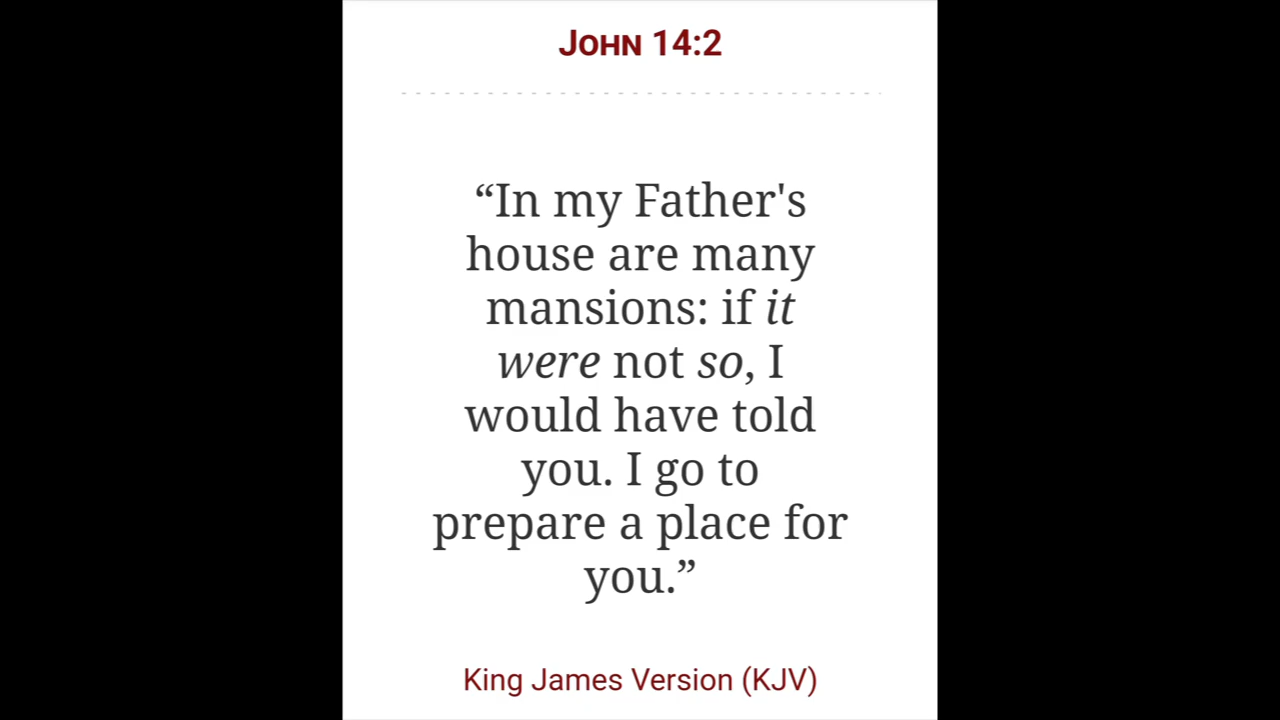 John 14:2
“In my Father's
house are many
mansions: if it
were not so, I
would have told
you. I go to
prepare a place for
you.”
King James Version (KJV)